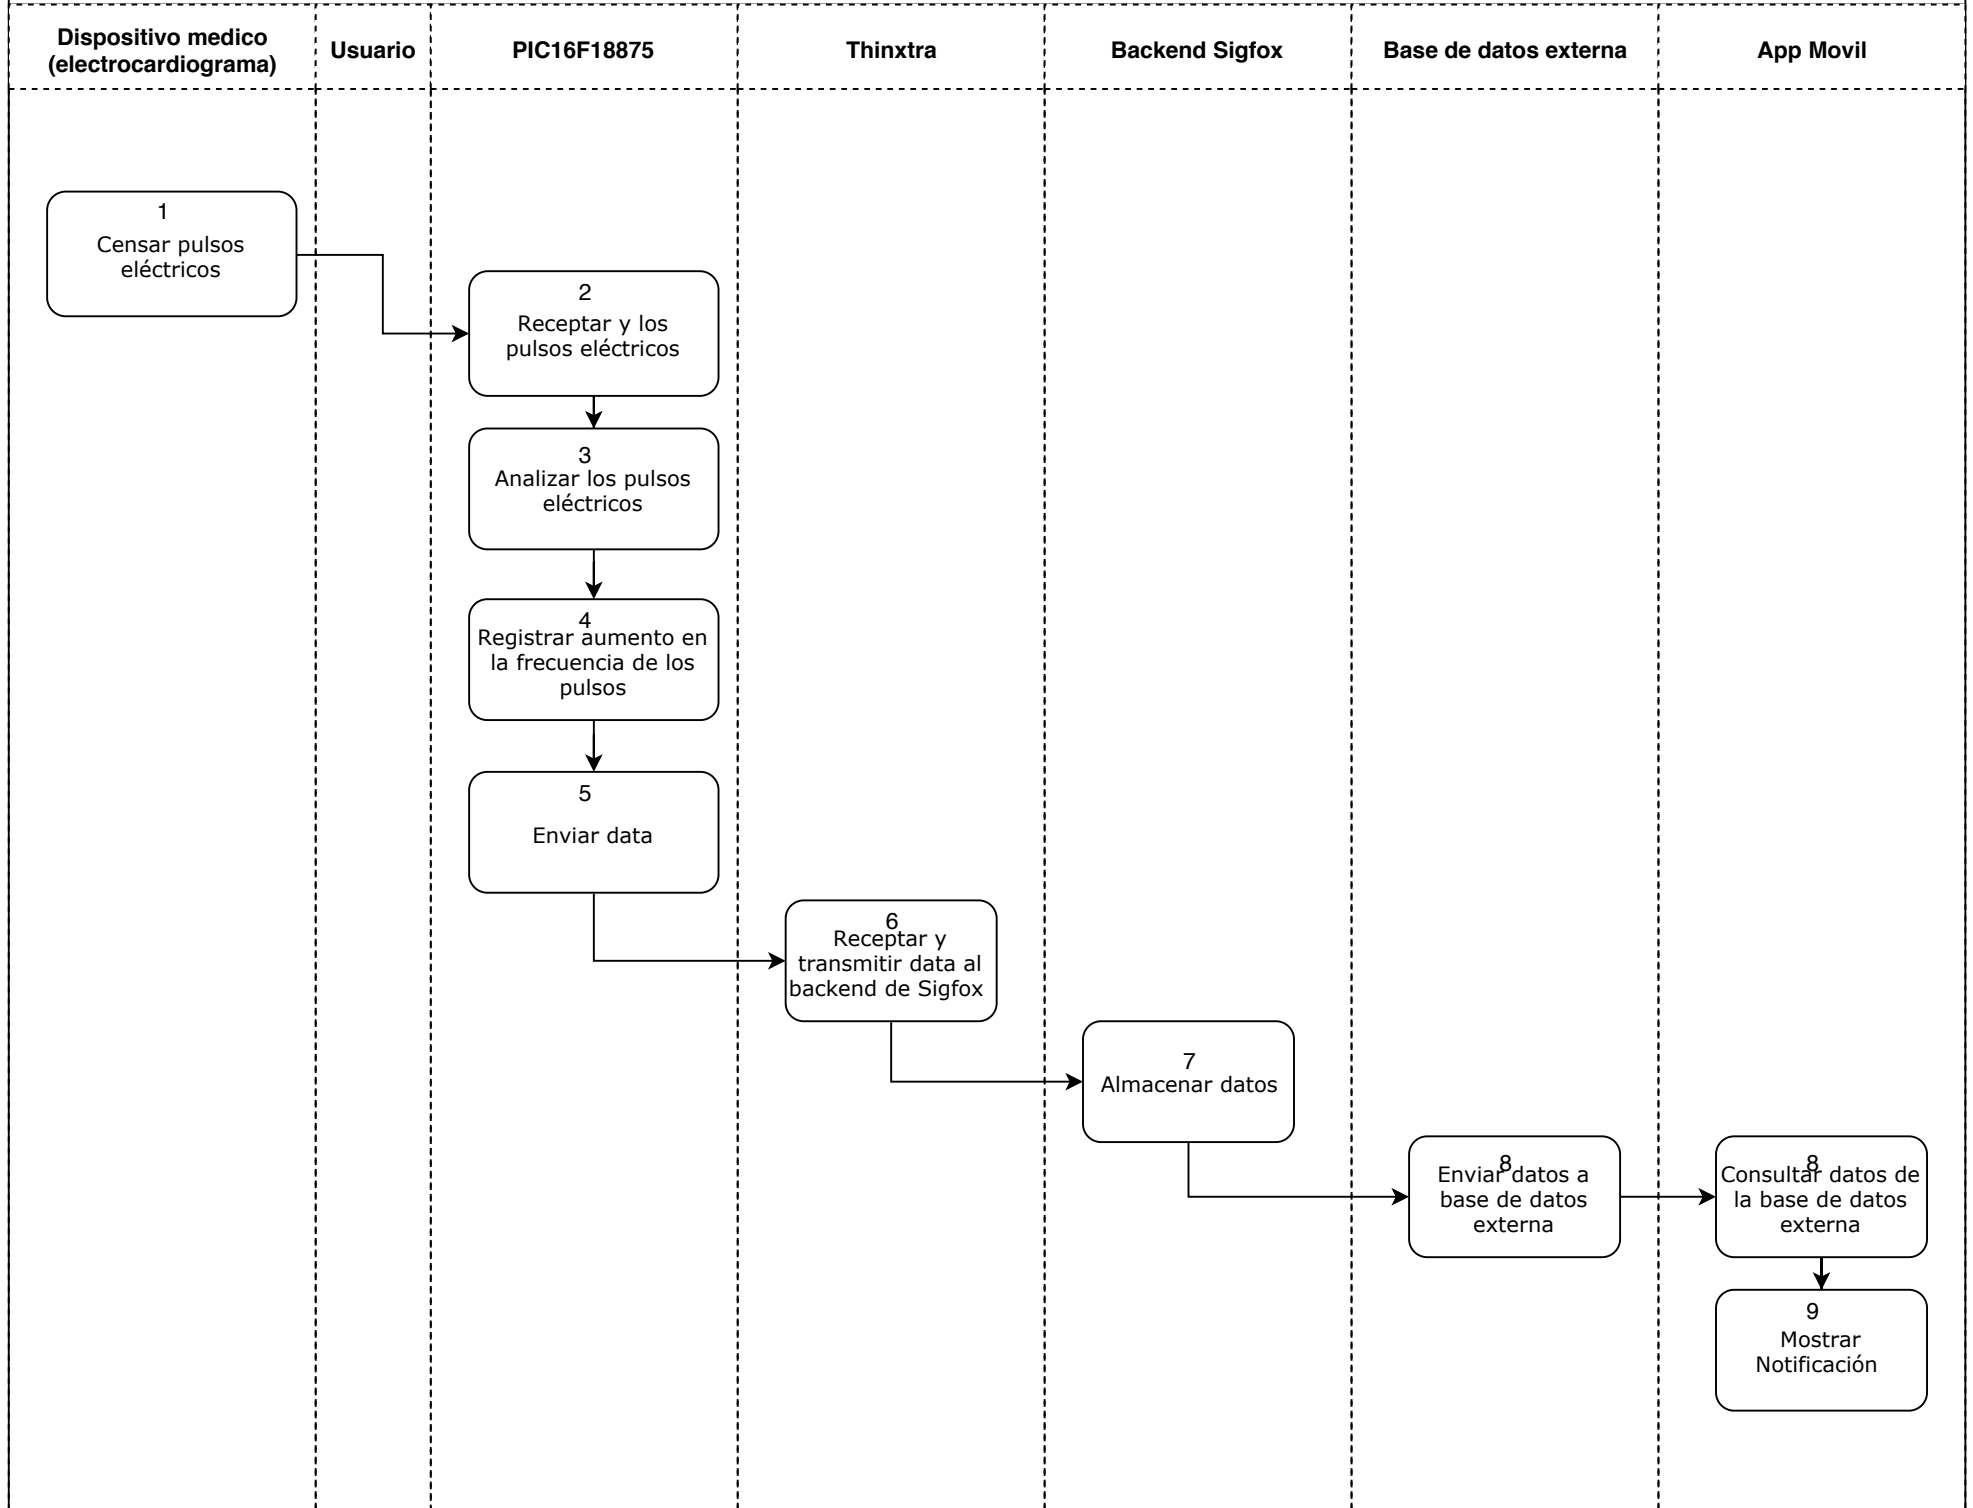 Dispositivo medico
(electrocardiograma)
Usuario
PIC16F18875
Thinxtra
Backend Sigfox
Base de datos externa
App Movil
1
Censar pulsos
eléctricos
2
Receptar y los
pulsos eléctricos
3
Analizar los pulsos
eléctricos
4
Registrar aumento en
la frecuencia de los
pulsos
5
Enviar data
6
Receptar y
transmitir data al
backend de Sigfox
7
Almacenar datos
8
Enviar datos a
base de datos
externa
8
Consultar datos de
la base de datos
externa
9
Mostrar
Notificación